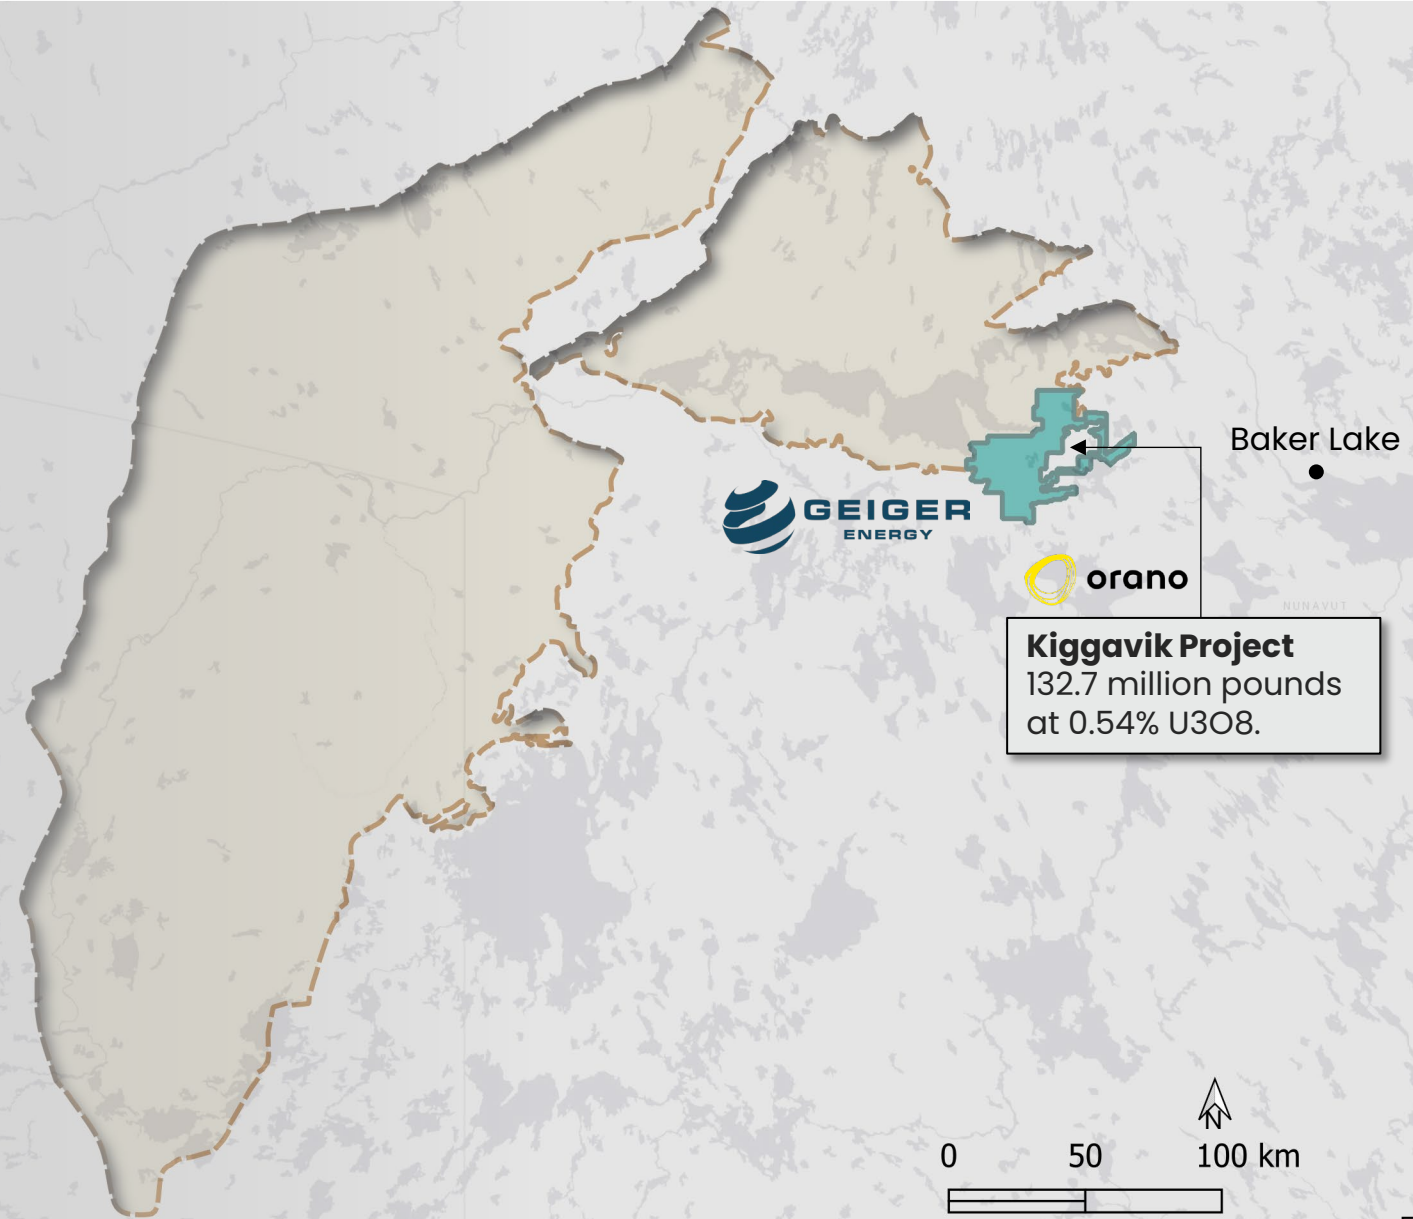 Baker Lake
GEIGER
ENERGY
orano
NUNAVUT
Kiggavik Project
132.7 million pounds
at 0.54% U3O8.
N
0 50 100 km